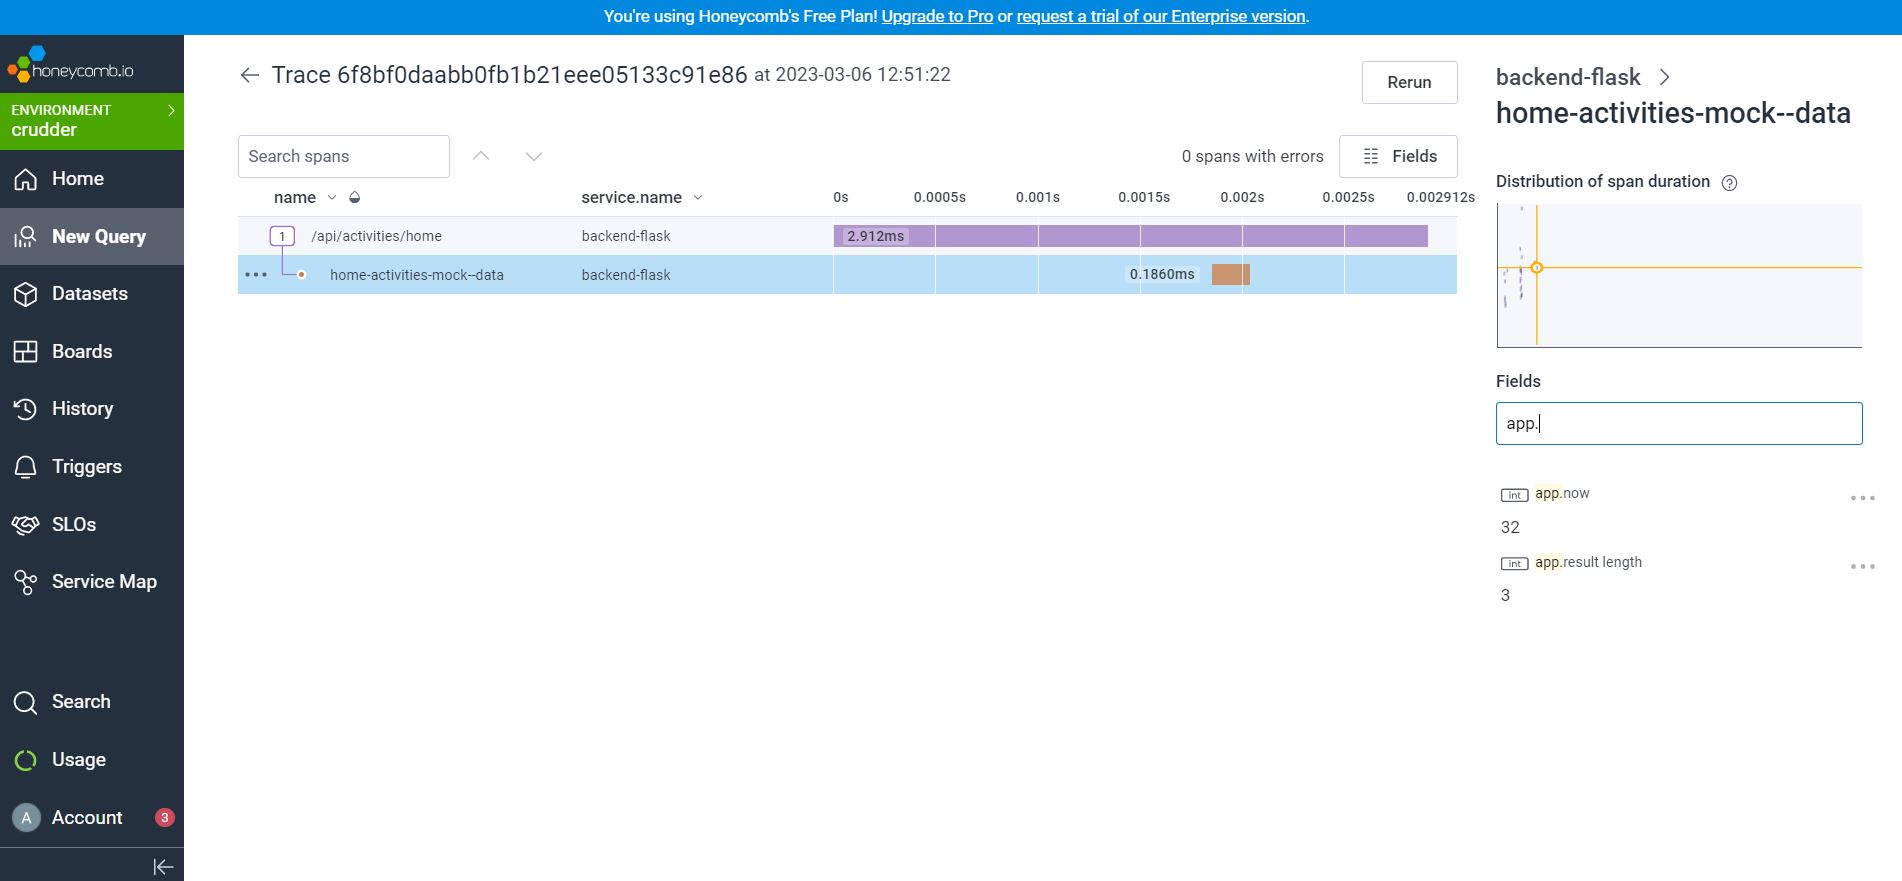 You're using Honeycomb's Free Plan! Upgrade to Pro or request a trial of our Enterprise version.
honeycomb.io
ENVIRONMENT
crudder
Home
New Query
Datasets
Boards
History
Triggers
SLOs
Service Map
Search
Usage
A Account 3
Trace 6f8bf0daabb0fb1b21eee05133c91e86 at 2023-03-06 12:51:22
Rerun
Search spans
0 spans with errors
Fields
name service.name 0s 0.0005s 0.001s 0.0015s 0.002s 0.0025s 0.002912s
1 /api/activities/home backend-flask 2.912ms
home-activities-mock--data backend-flask 0.1860ms
backend-flask
home-activities-mock--data
Distribution of span duration ?
Fields
app.
int app.now
32
int app.result length
3